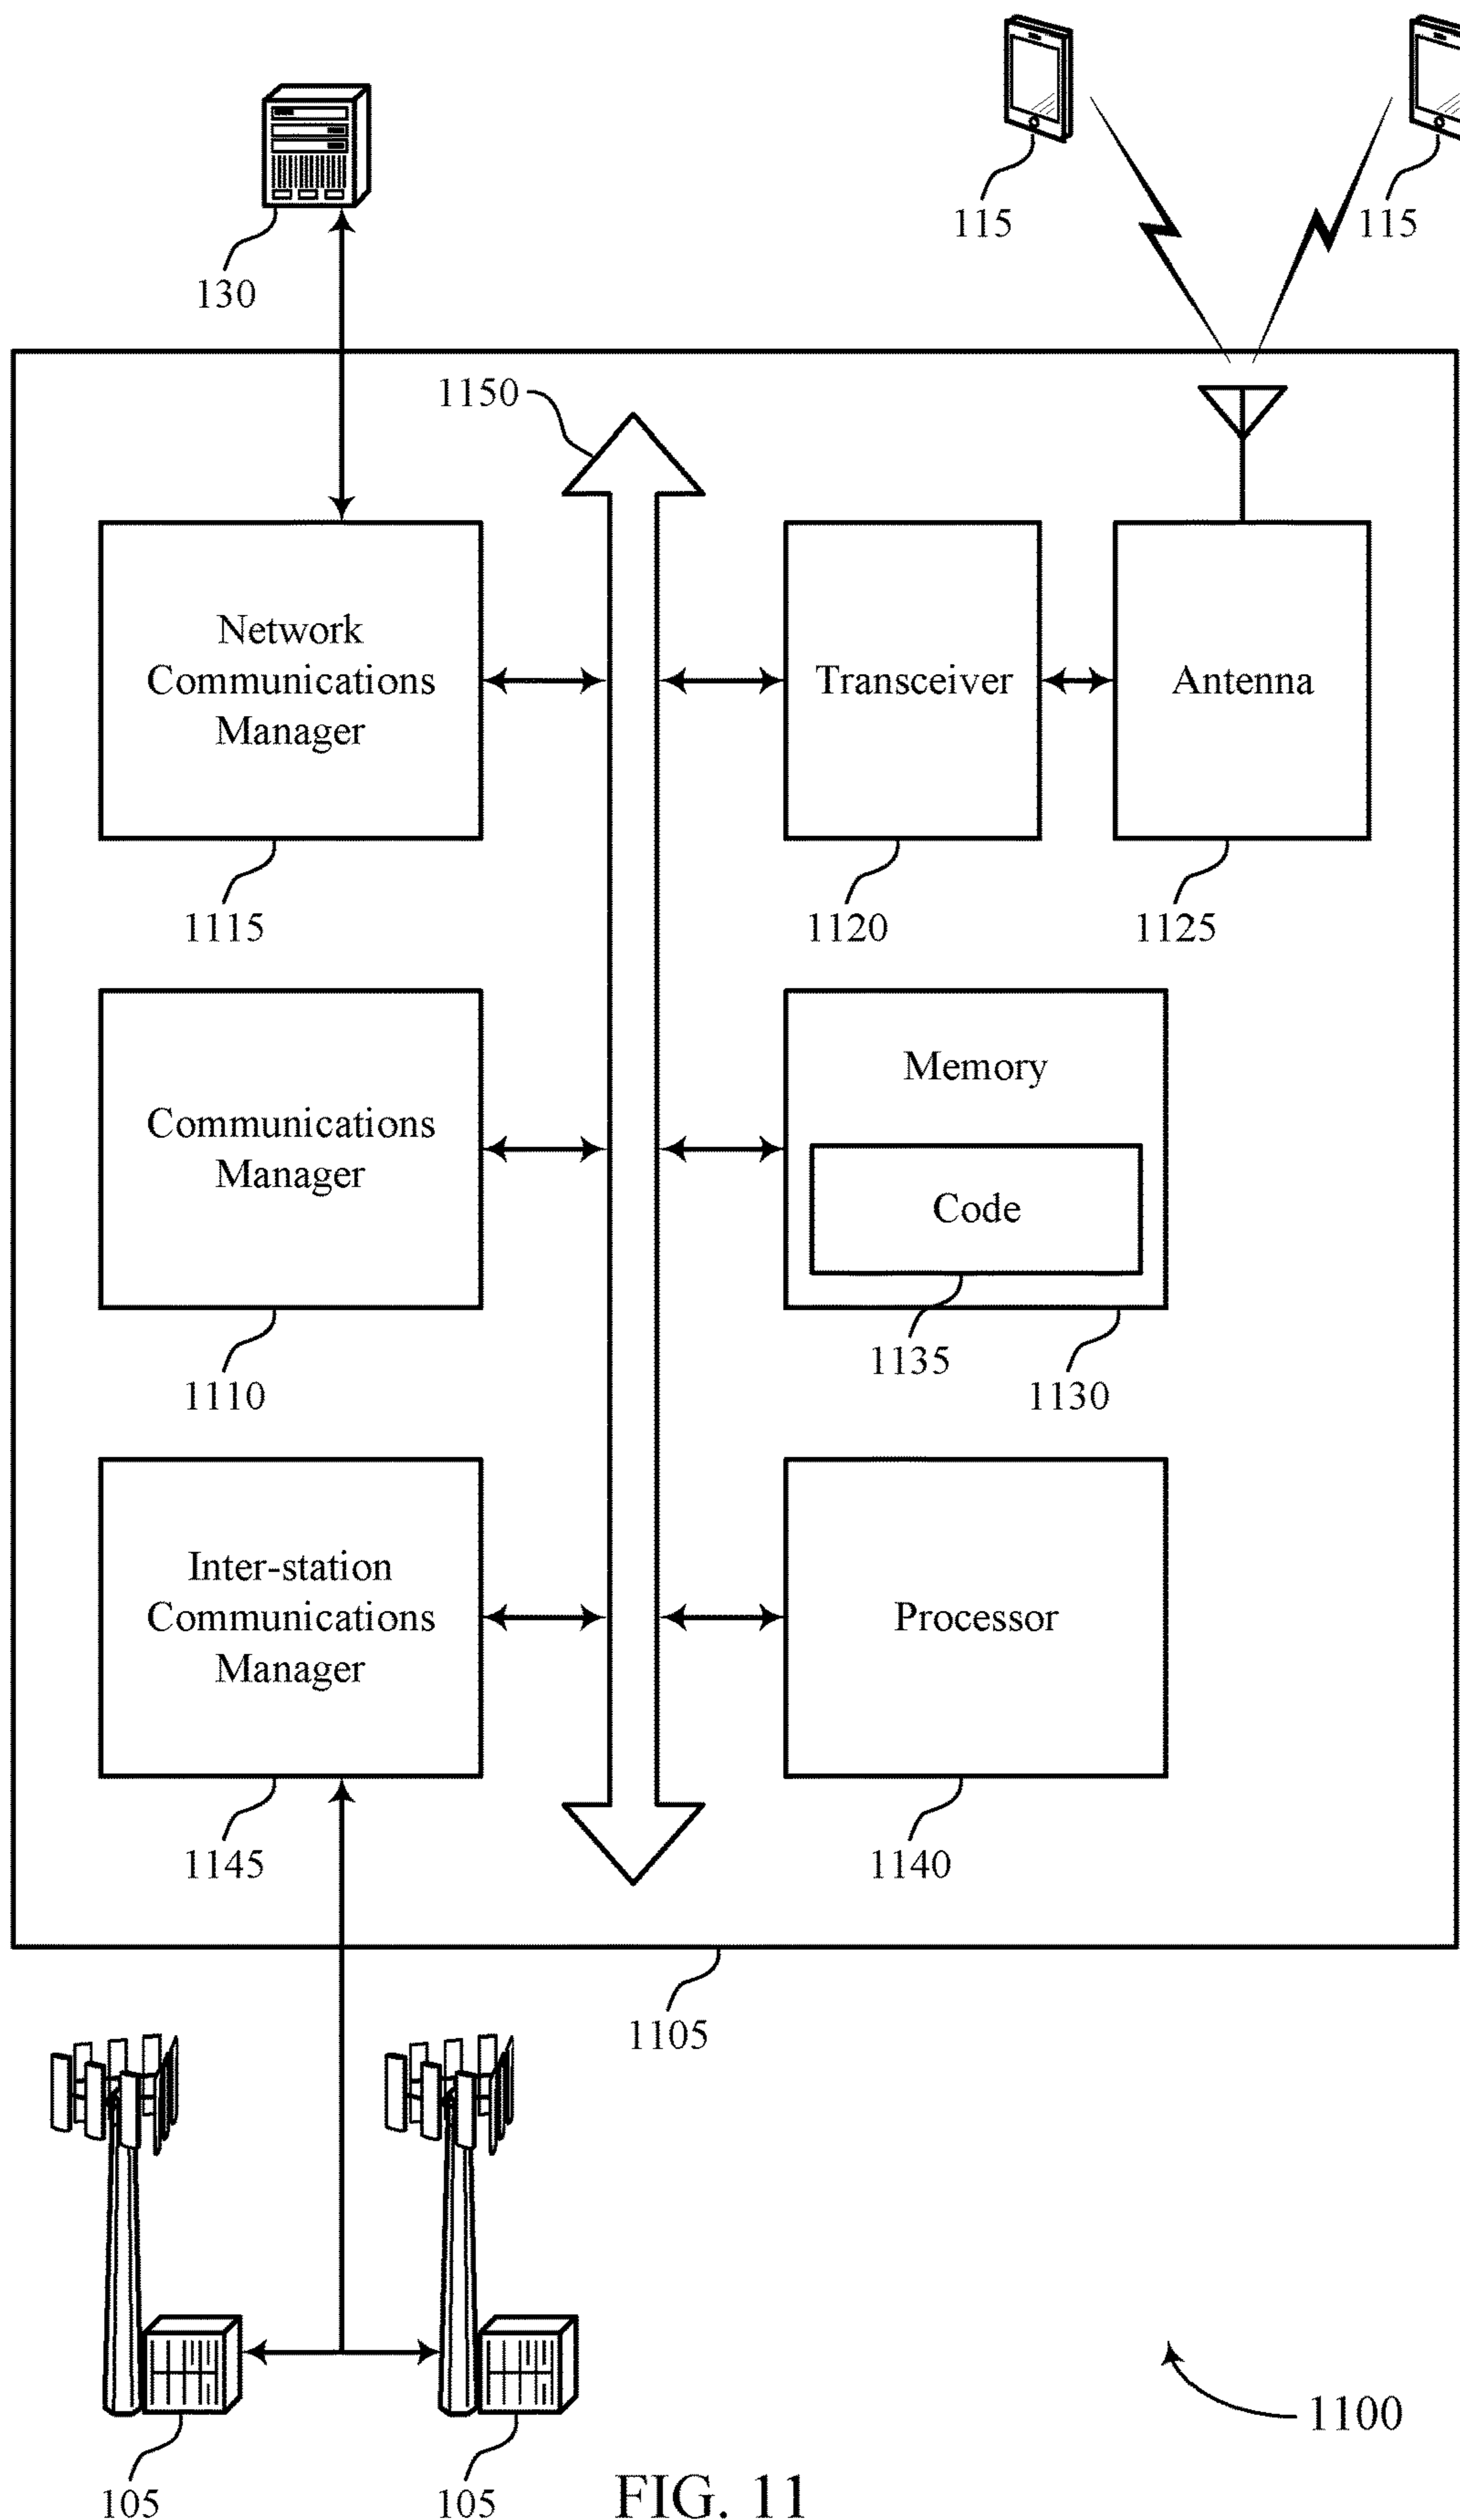 130
115
115
1150
Network
Communications
Manager
Transceiver
Antenna
1115
1120
1125
Communications
Manager
Memory
Code
1110
1135
1130
Inter-station
Communications
Manager
Processor
1145
1140
1105
105
105
1100
FIG. 11